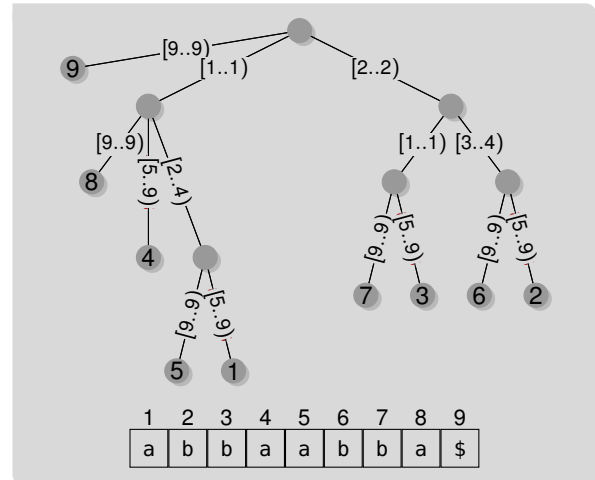 [9..9)
9 [1..1) [2..2)
[9..9) [1..1) [3..4)
8 [5..9) [2..4)
[9..9) [5..9) [9..9) [5..9)
4
7 3 6 2
[9..9) [5..9)
5 1
1 2 3 4 5 6 7 8 9
a b b a a b b a $